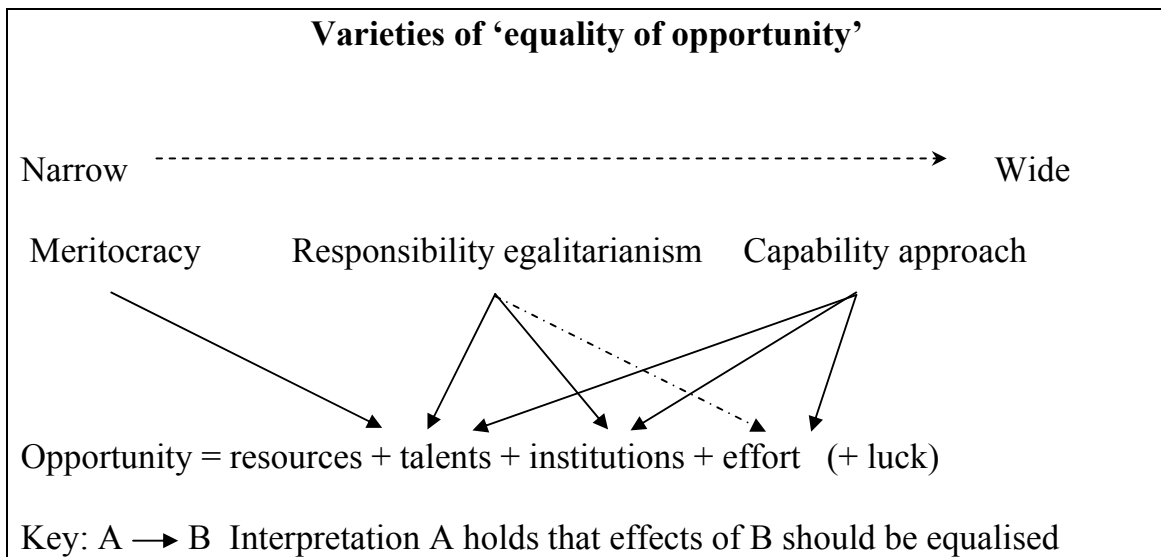 Varieties of ‘equality of opportunity’
Narrow Wide
Meritocracy Responsibility egalitarianism Capability approach
Opportunity = resources + talents + institutions + effort (+ luck)
Key: A → B Interpretation A holds that effects of B should be equalised